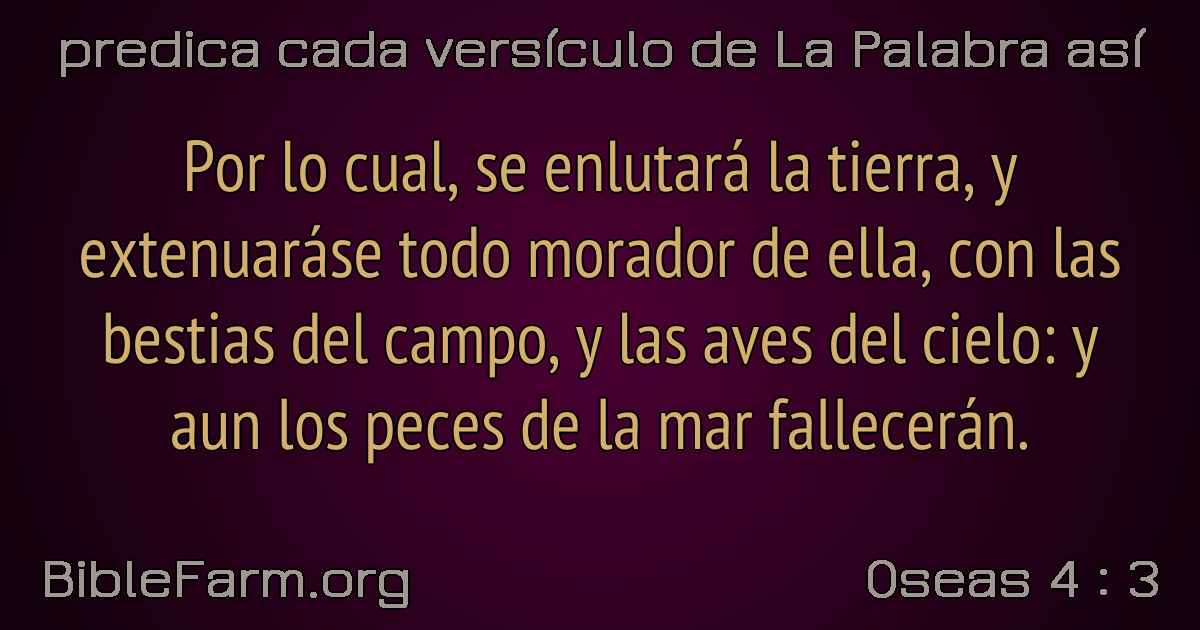 predica cada versículo de La Palabra así
Por lo cual, se enlutará la tierra, y
extenuaráse todo morador de ella, con las
bestias del campo, y las aves del cielo: y
aun los peces de la mar fallecerán.
BibleFarm.org
Oseas 4 : 3